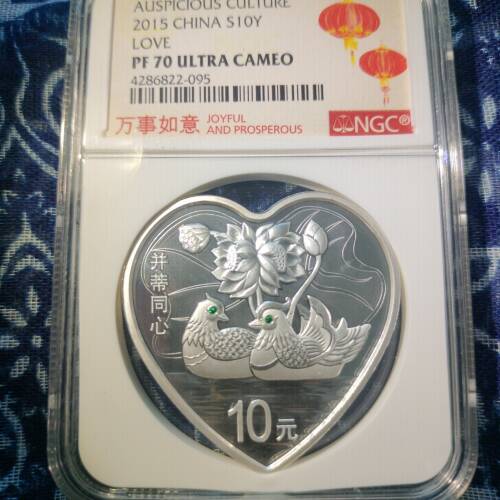 AUSPICIOUS CULTURE
2015 CHINA S10Y
LOVE
PF 70 ULTRA CAMEO
4286822-095
万事如意 JOYFUL
AND PROSPEROUS
NGC®
并蒂同心
10元